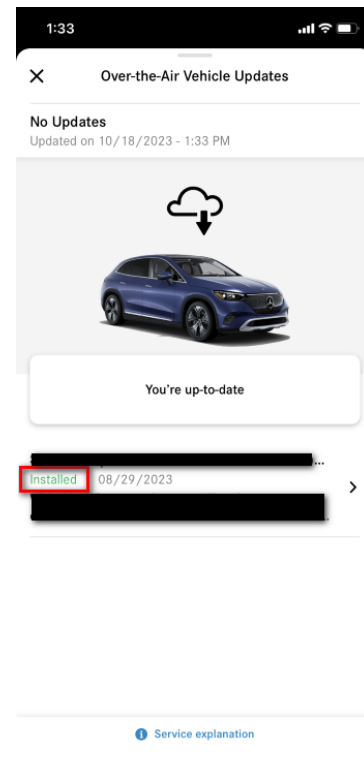 1:33
Over-the-Air Vehicle Updates
No Updates
Updated on 10/18/2023 - 1:33 PM
You're up-to-date
...
Installed 08/29/2023
Service explanation